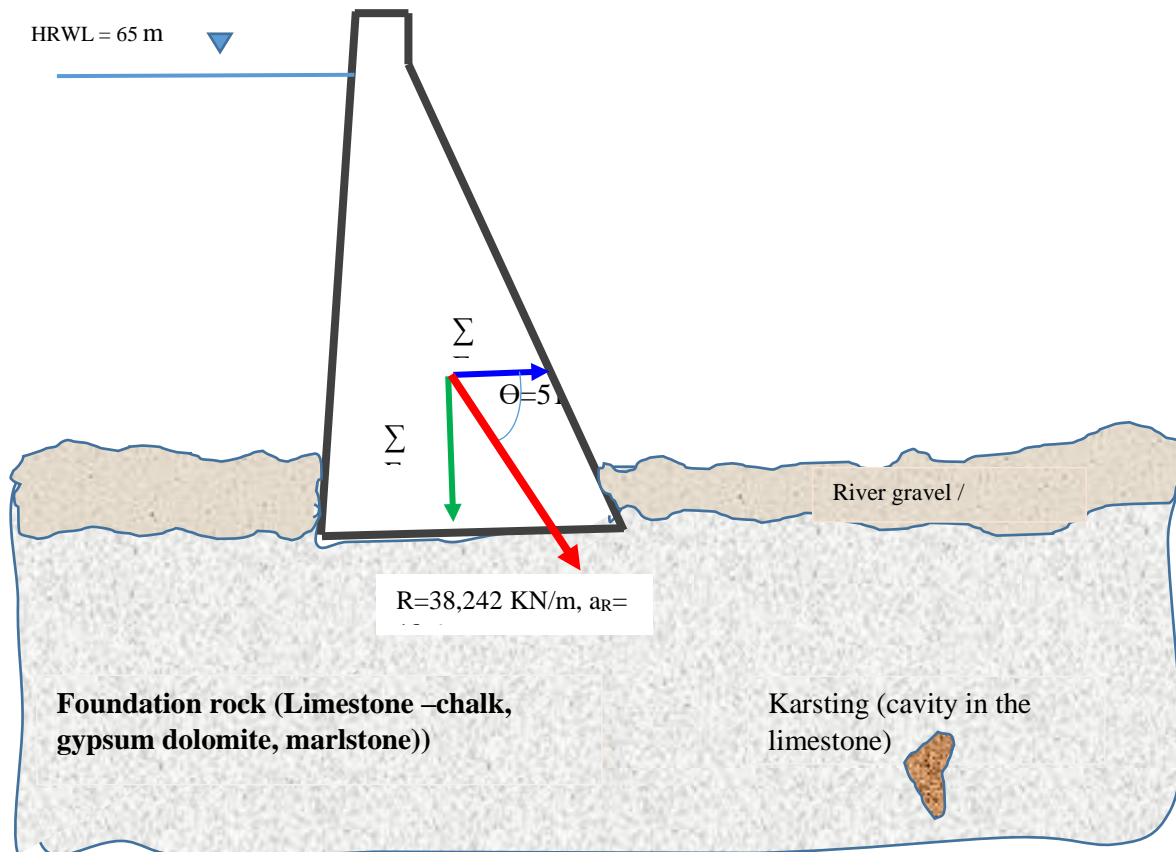 HRWL = 65 m
∑
Ɵ=51
∑
River gravel /
R=38,242 KN/m, aR=
Foundation rock (Limestone –chalk,
gypsum dolomite, marlstone))
Karsting (cavity in the
limestone)